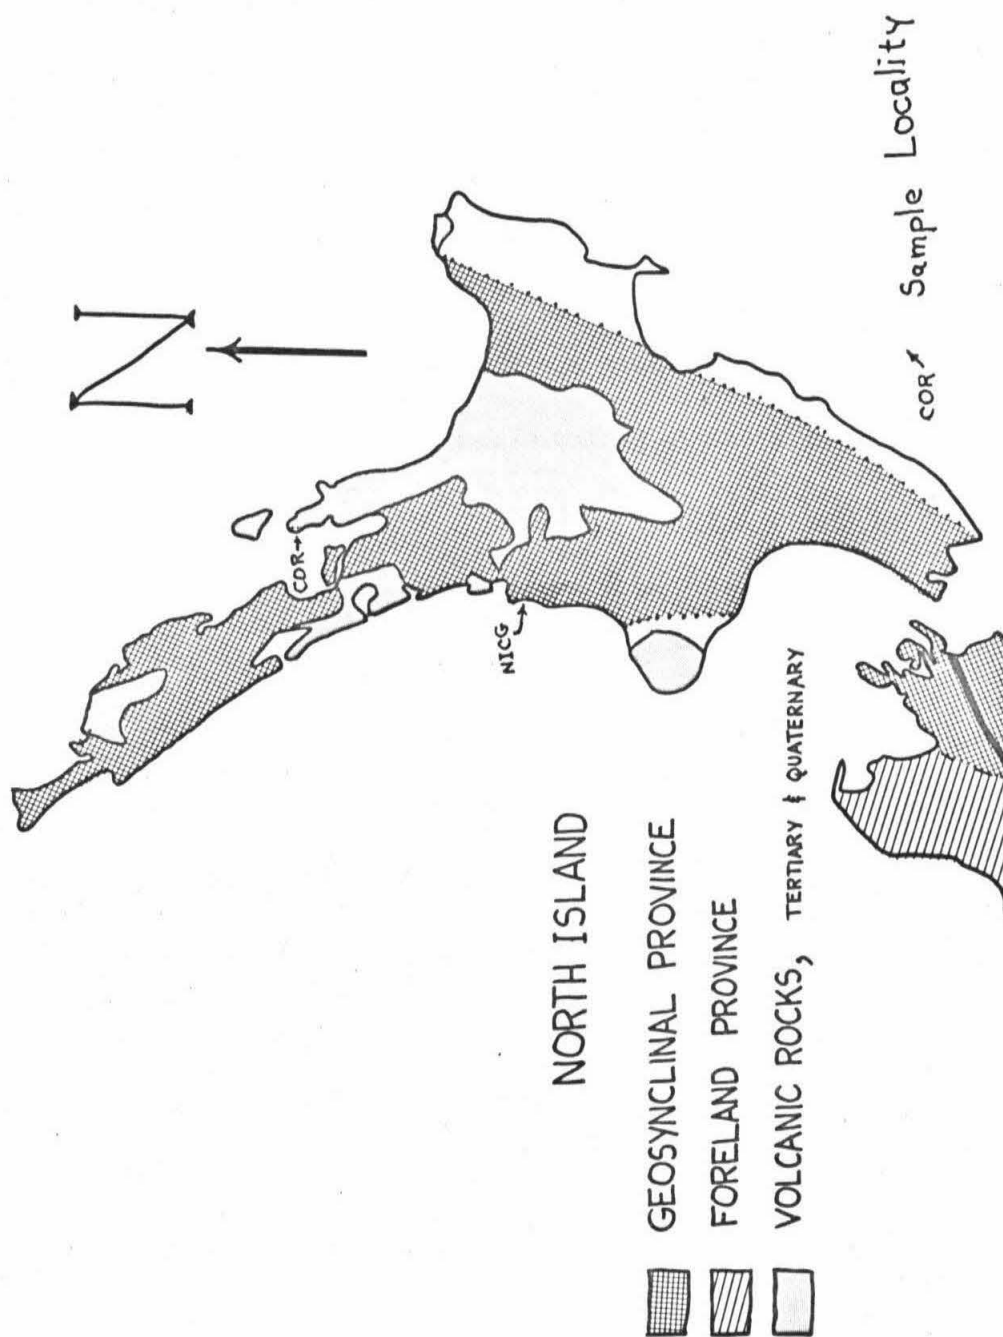 N
COR→
NICG
NORTH ISLAND
GEOSYNCLINAL PROVINCE
FORELAND PROVINCE
VOLCANIC ROCKS, TERTIARY & QUATERNARY
COR↗ Sample Locality